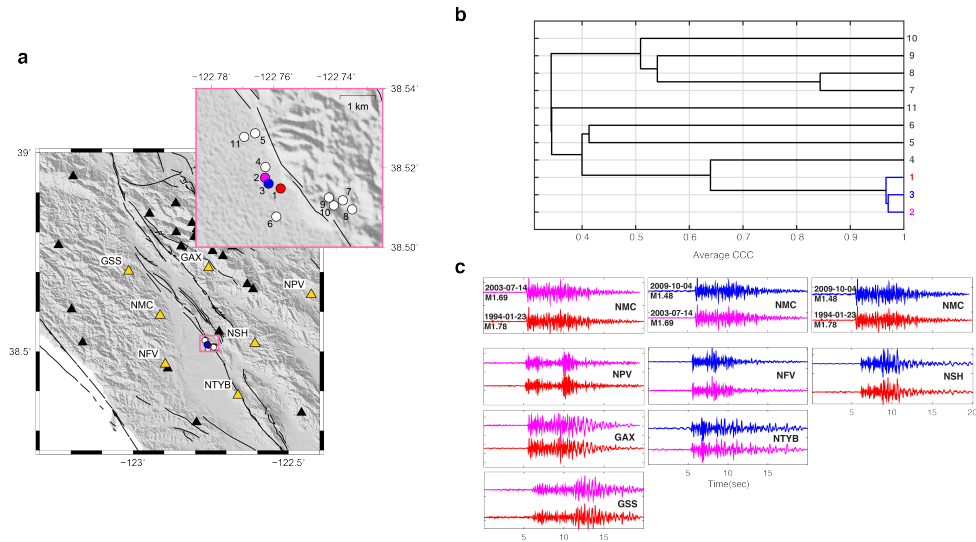 a
−122.78 −122.76 −122.74
38.54˚
1 km
11
5
4
2
3
1
38.52˚
7
9
10
8
6
38.50˚
39˚
GSS
GAX
NPV
NMC
NSH
38.5˚
NFV
NTYB
−123˚
−122.5˚
b
10
9
8
7
11
6
5
4
1
3
2
0.4 0.5 0.6 0.7 0.8 0.9 1
Average CCC
c
2003-07-14
M1.69
NMC
1994-01-23
M1.78
2009-10-04
M1.48
NMC
2003-07-14
M1.69
2009-10-04
M1.48
NMC
1994-01-23
M1.78
NPV
NFV
NSH
5 10 15 20
GAX
NTYB
5 10 15
Time(sec)
GSS
5 10 15